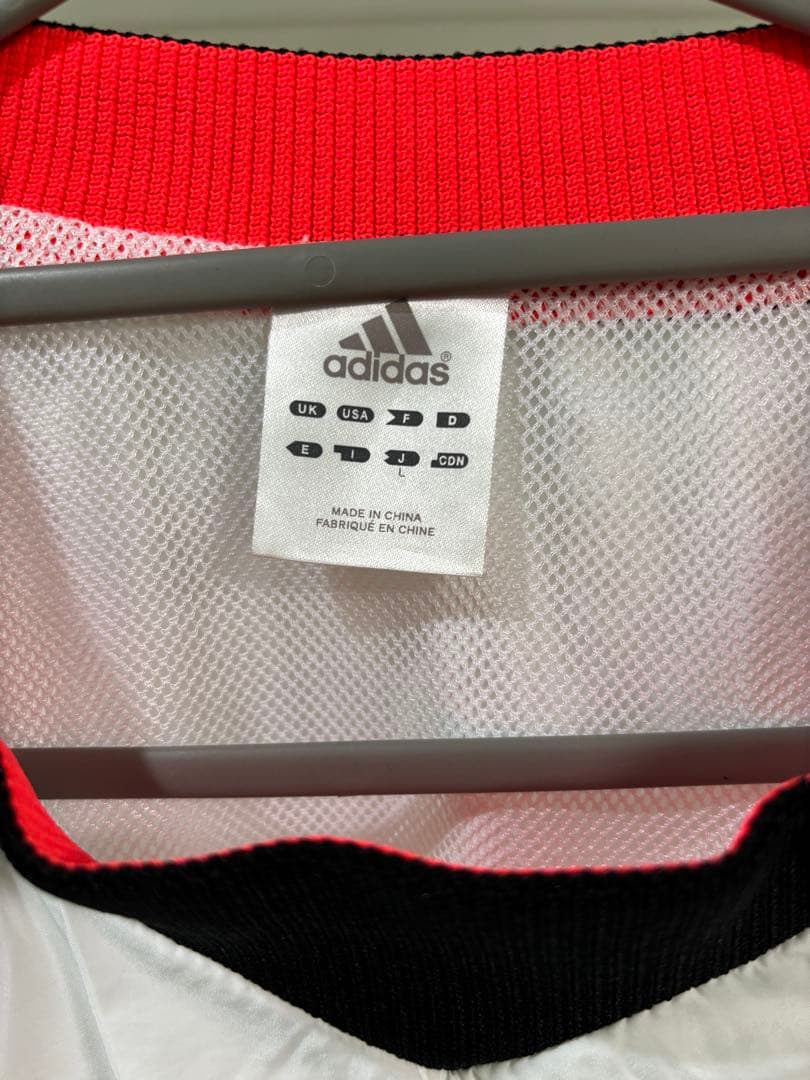 adidas®
UK USA F D
E I J CDN
L
MADE IN CHINA
FABRIQUÉ EN CHINE